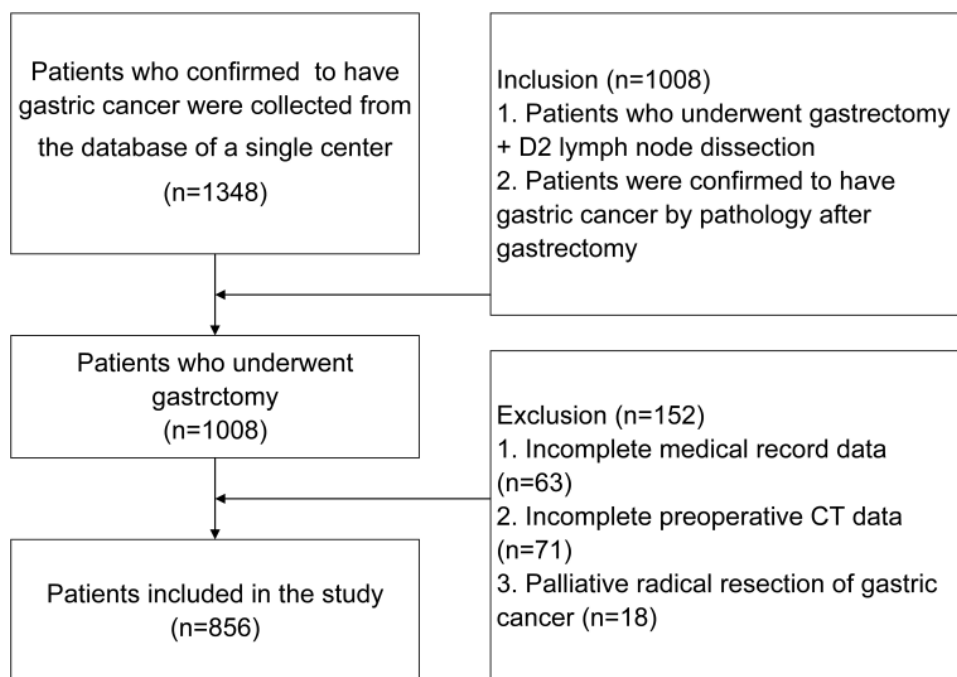 Patients who confirmed to have
gastric cancer were collected from
the database of a single center
(n=1348)
Inclusion (n=1008)
1. Patients who underwent gastrectomy
+ D2 lymph node dissection
2. Patients were confirmed to have
gastric cancer by pathology after
gastrectomy
Patients who underwent
gastrctomy
(n=1008)
Exclusion (n=152)
1. Incomplete medical record data
(n=63)
2. Incomplete preoperative CT data
(n=71)
3. Palliative radical resection of gastric
cancer (n=18)
Patients included in the study
(n=856)